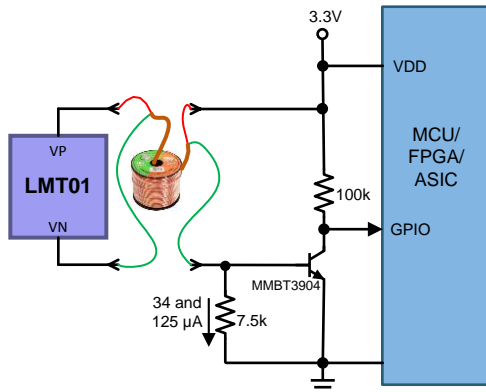 3.3V
VDD
MCU/
FPGA/
ASIC
VP
LMT01
VN
100k
GPIO
MMBT3904
34 and
125 µA
7.5k